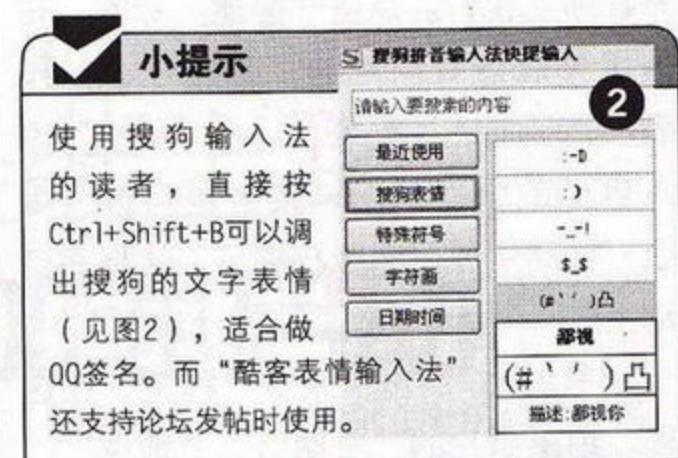 小提示
使用搜狗输入法
的读者，直接按
Ctrl+Shift+B可以调
出搜狗的文字表情
（见图2），适合做
QQ签名。而“酷客表情输入法”
还支持论坛发帖时使用。
S 搜狗拼音输入法快捷输入
请输入要搜索的内容
2
最近使用
搜狗表情
特殊符号
字符画
日期时间
:-D
:)
-_-!
$_$
(#｀′)凸
鄙视
(#｀′)凸
描述:鄙视你